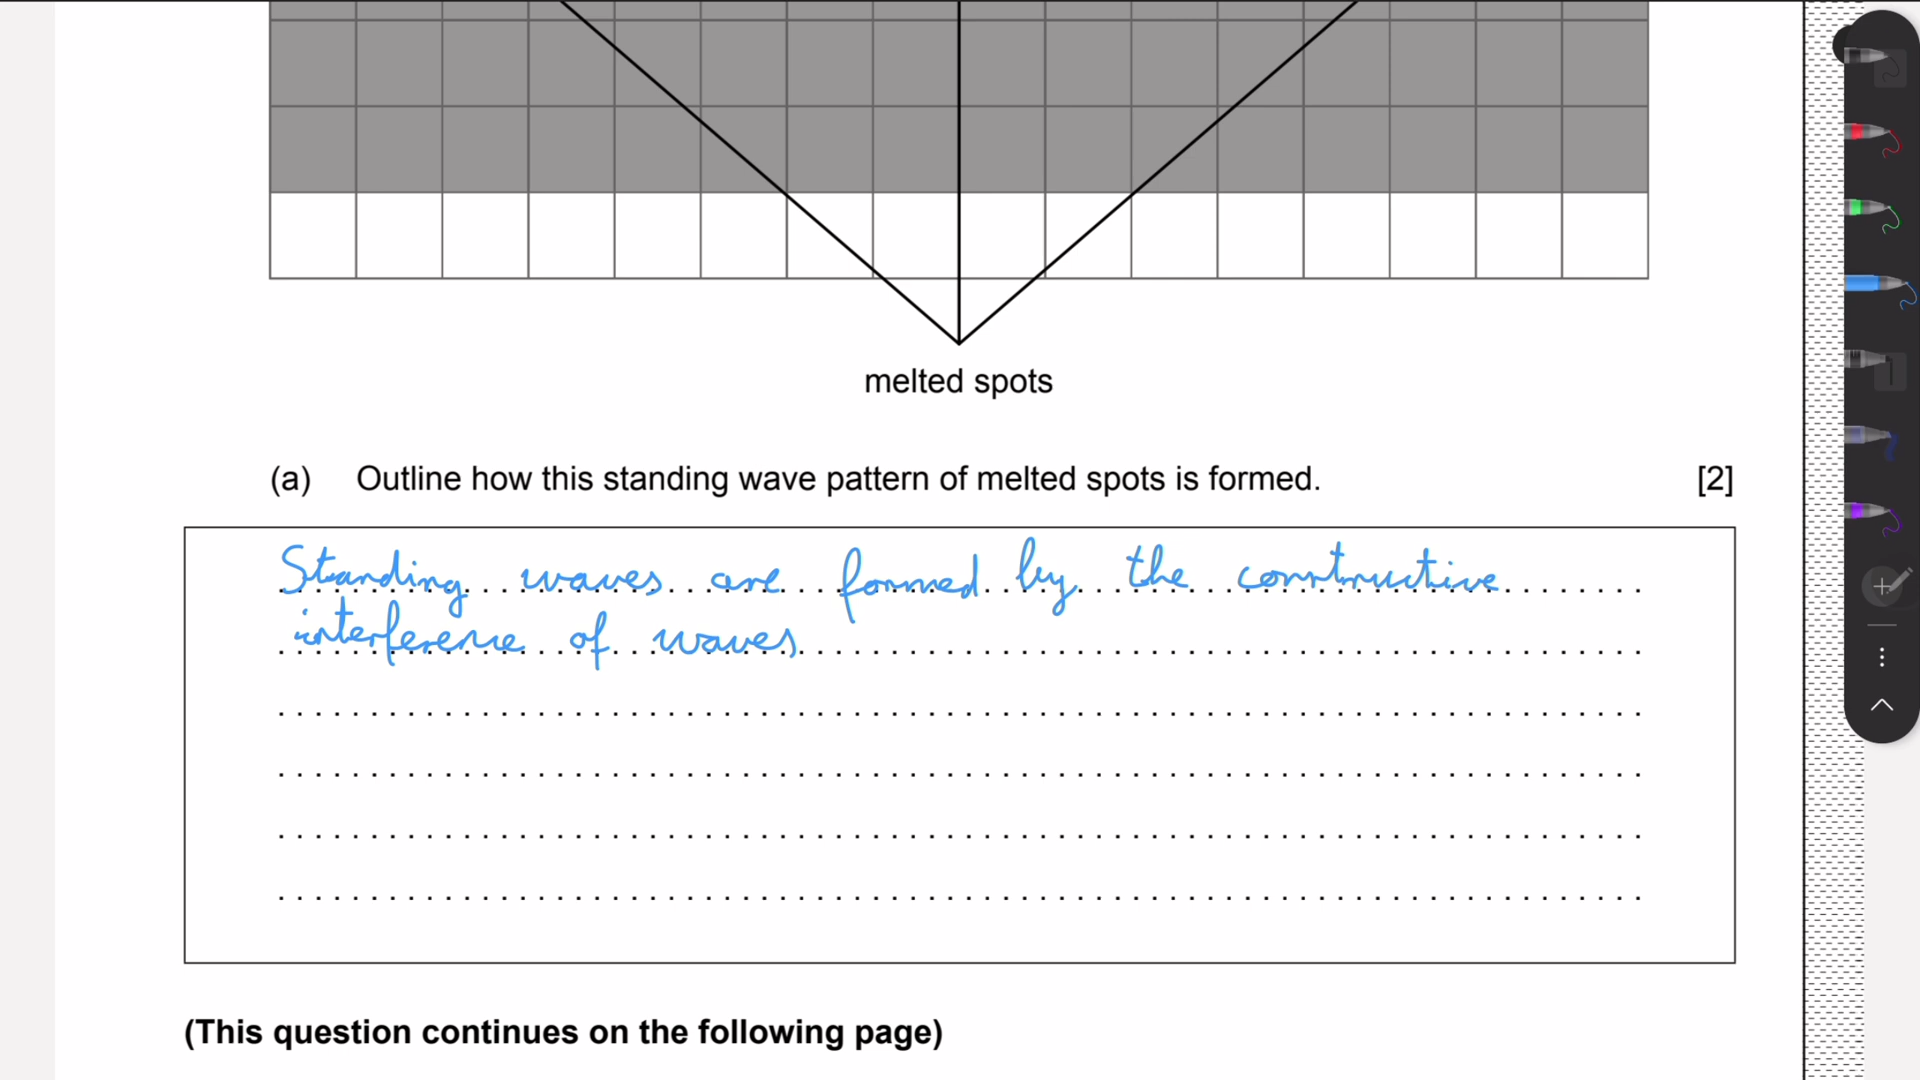 melted spots
(a) Outline how this standing wave pattern of melted spots is formed. [2]
Standing waves are formed by the constructive
interference of waves
(This question continues on the following page)